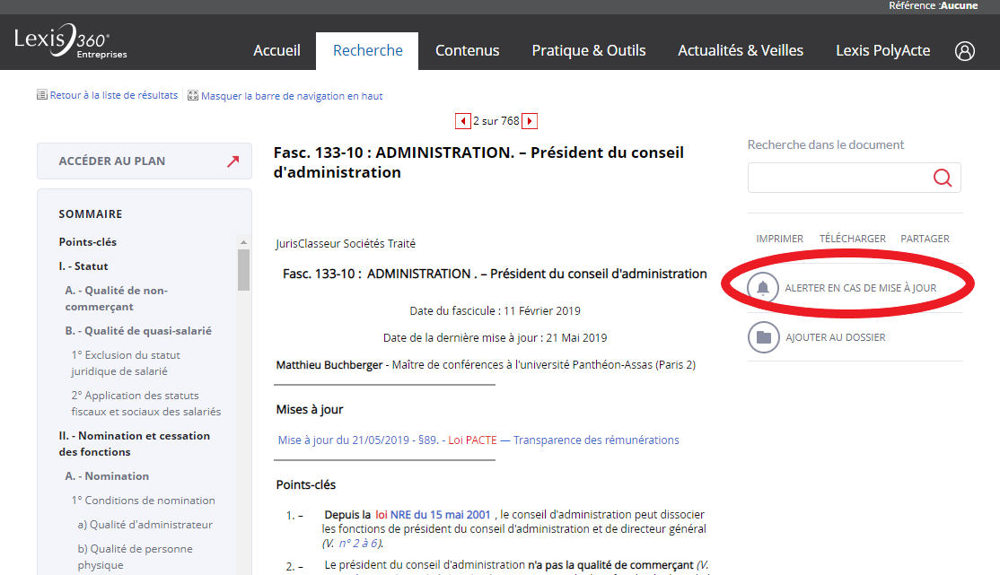 Référence :Aucune
Lexis 360®
Entreprises
Accueil
Recherche
Contenus
Pratique & Outils
Actualités & Veilles
Lexis PolyActe
Retour à la liste de résultats
Masquer la barre de navigation en haut
2 sur 768
ACCÉDER AU PLAN
SOMMAIRE
Points-clés
I. - Statut
A. - Qualité de non-
commerçant
B. - Qualité de quasi-salarié
1° Exclusion du statut
juridique de salarié
2° Application des statuts
fiscaux et sociaux des salariés
II. - Nomination et cessation
des fonctions
A. - Nomination
1° Conditions de nomination
a) Qualité d'administrateur
b) Qualité de personne
physique
Fasc. 133-10 : ADMINISTRATION. – Président du conseil
d'administration
JurisClasseur Sociétés Traité
Fasc. 133-10 : ADMINISTRATION . – Président du conseil d'administration
Date du fascicule : 11 Février 2019
Date de la dernière mise à jour : 21 Mai 2019
Matthieu Buchberger - Maître de conférences à l'université Panthéon-Assas (Paris 2)
Mises à jour
Mise à jour du 21/05/2019 - §89. - Loi PACTE — Transparence des rémunérations
Points-clés
1. – Depuis la loi NRE du 15 mai 2001 , le conseil d'administration peut dissocier
les fonctions de président du conseil d'administration et de directeur général
(V. n° 2 à 6).
2. – Le président du conseil d'administration n'a pas la qualité de commerçant (V.
Recherche dans le document
IMPRIMER
TÉLÉCHARGER
PARTAGER
ALERTER EN CAS DE MISE À JOUR
AJOUTER AU DOSSIER